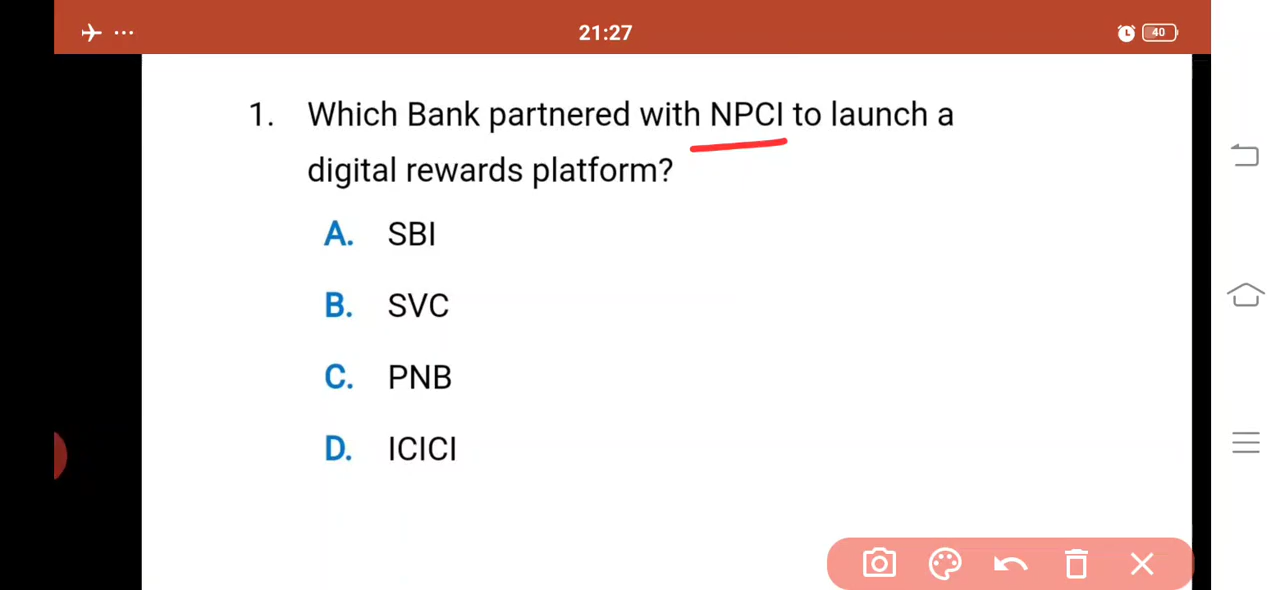 21:27
40
1. Which Bank partnered with NPCI to launch a
digital rewards platform?
A. SBI
B. SVC
C. PNB
D. ICICI